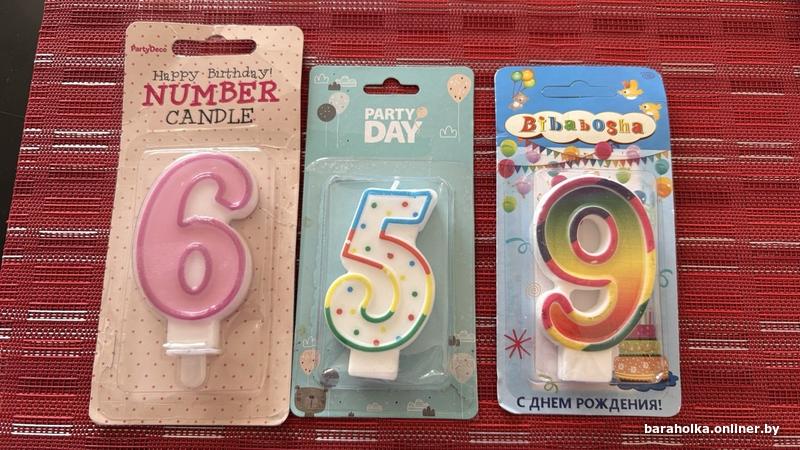 PartyDeco
Happy Birthday!
NUMBER
CANDLE
6
PARTY
DAY
5
Bibabosha
9
С ДНЕМ РОЖДЕНИЯ!
baraholka.onliner.by